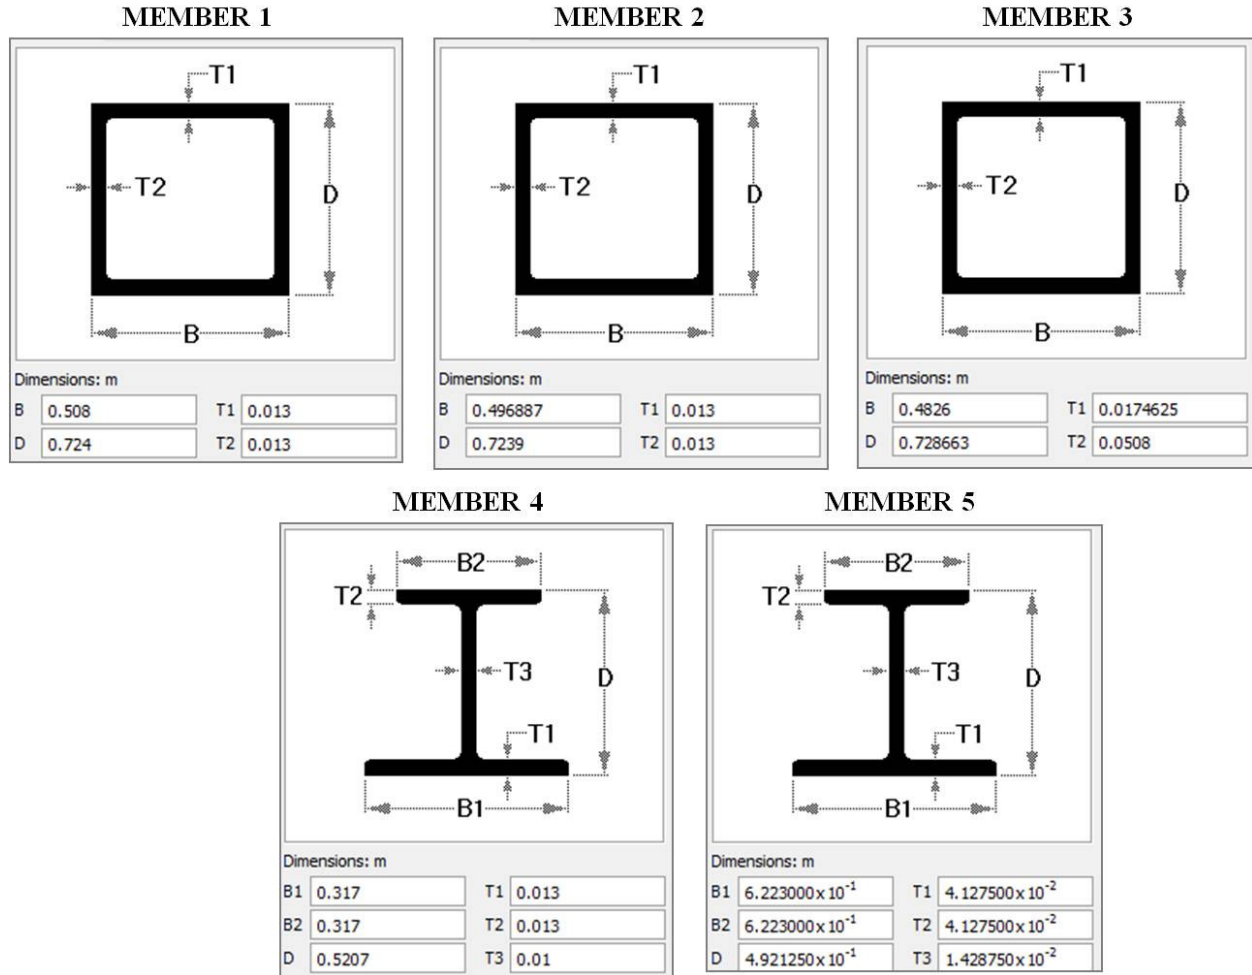 MEMBER 1
T1
T2
D
B
Dimensions: m
B 0.508 T1 0.013
D 0.724 T2 0.013
MEMBER 2
T1
T2
D
B
Dimensions: m
B 0.496887 T1 0.013
D 0.7239 T2 0.013
MEMBER 3
T1
T2
D
B
Dimensions: m
B 0.4826 T1 0.0174625
D 0.728663 T2 0.0508
MEMBER 4
B2
T2
T3
D
T1
B1
Dimensions: m
B1 0.317 T1 0.013
B2 0.317 T2 0.013
D 0.5207 T3 0.01
MEMBER 5
B2
T2
T3
D
T1
B1
Dimensions: m
B1 6.223000x10⁻¹ T1 4.127500x10⁻²
B2 6.223000x10⁻¹ T2 4.127500x10⁻²
D 4.921250x10⁻¹ T3 1.428750x10⁻²